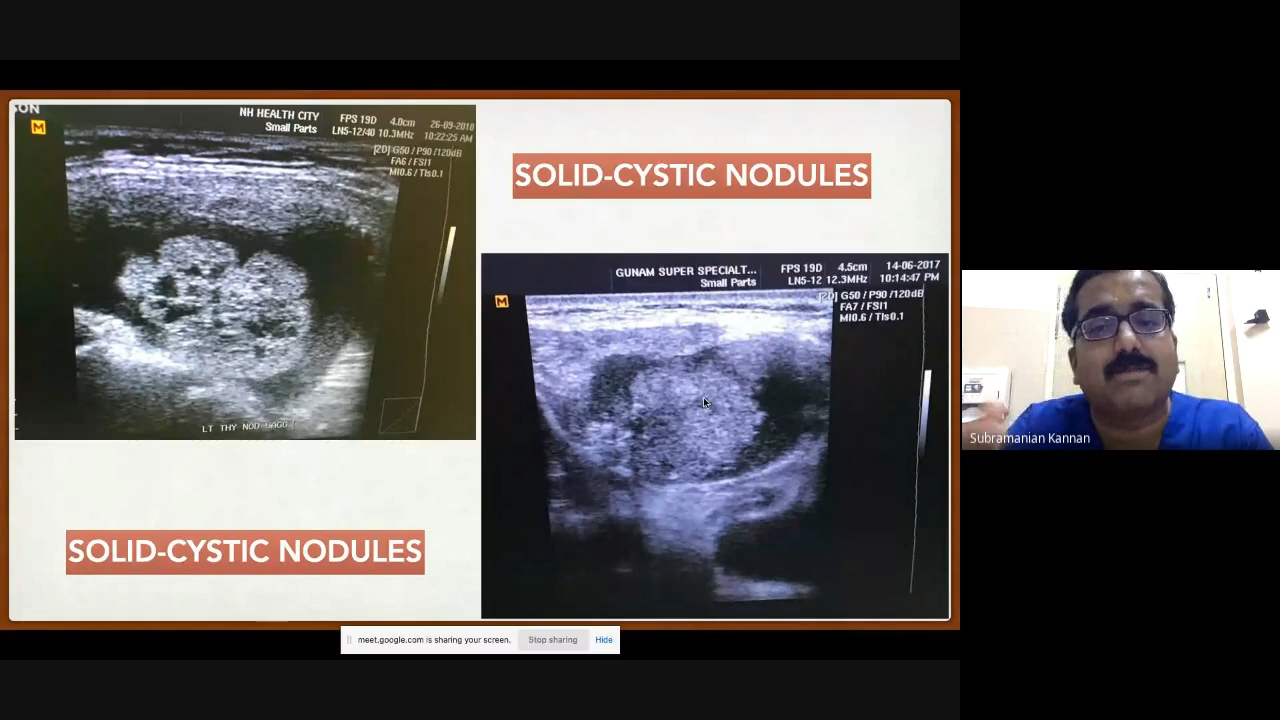 SON
M
NH HEALTH CITY
Small Parts
FPS 19D 4.0cm 26-09-2018
LN5-12/40 10.3MHz 10:22:25 AM
[2D] G50 / P90 /120dB
FA6 / FSI1
MI0.6 / TIs0.1
LT THY NOD
SOLID-CYSTIC NODULES
SOLID-CYSTIC NODULES
M
GUNAM SUPER SPECIALT...
Small Parts
FPS 19D 4.5cm 14-06-2017
LN5-12 12.3MHz 10:14:47 PM
[2D] G50 / P90 /120dB
FA7 / FSI1
MI0.6 / TIs0.1
Subramanian Kannan
meet.google.com is sharing your screen. Stop sharing Hide